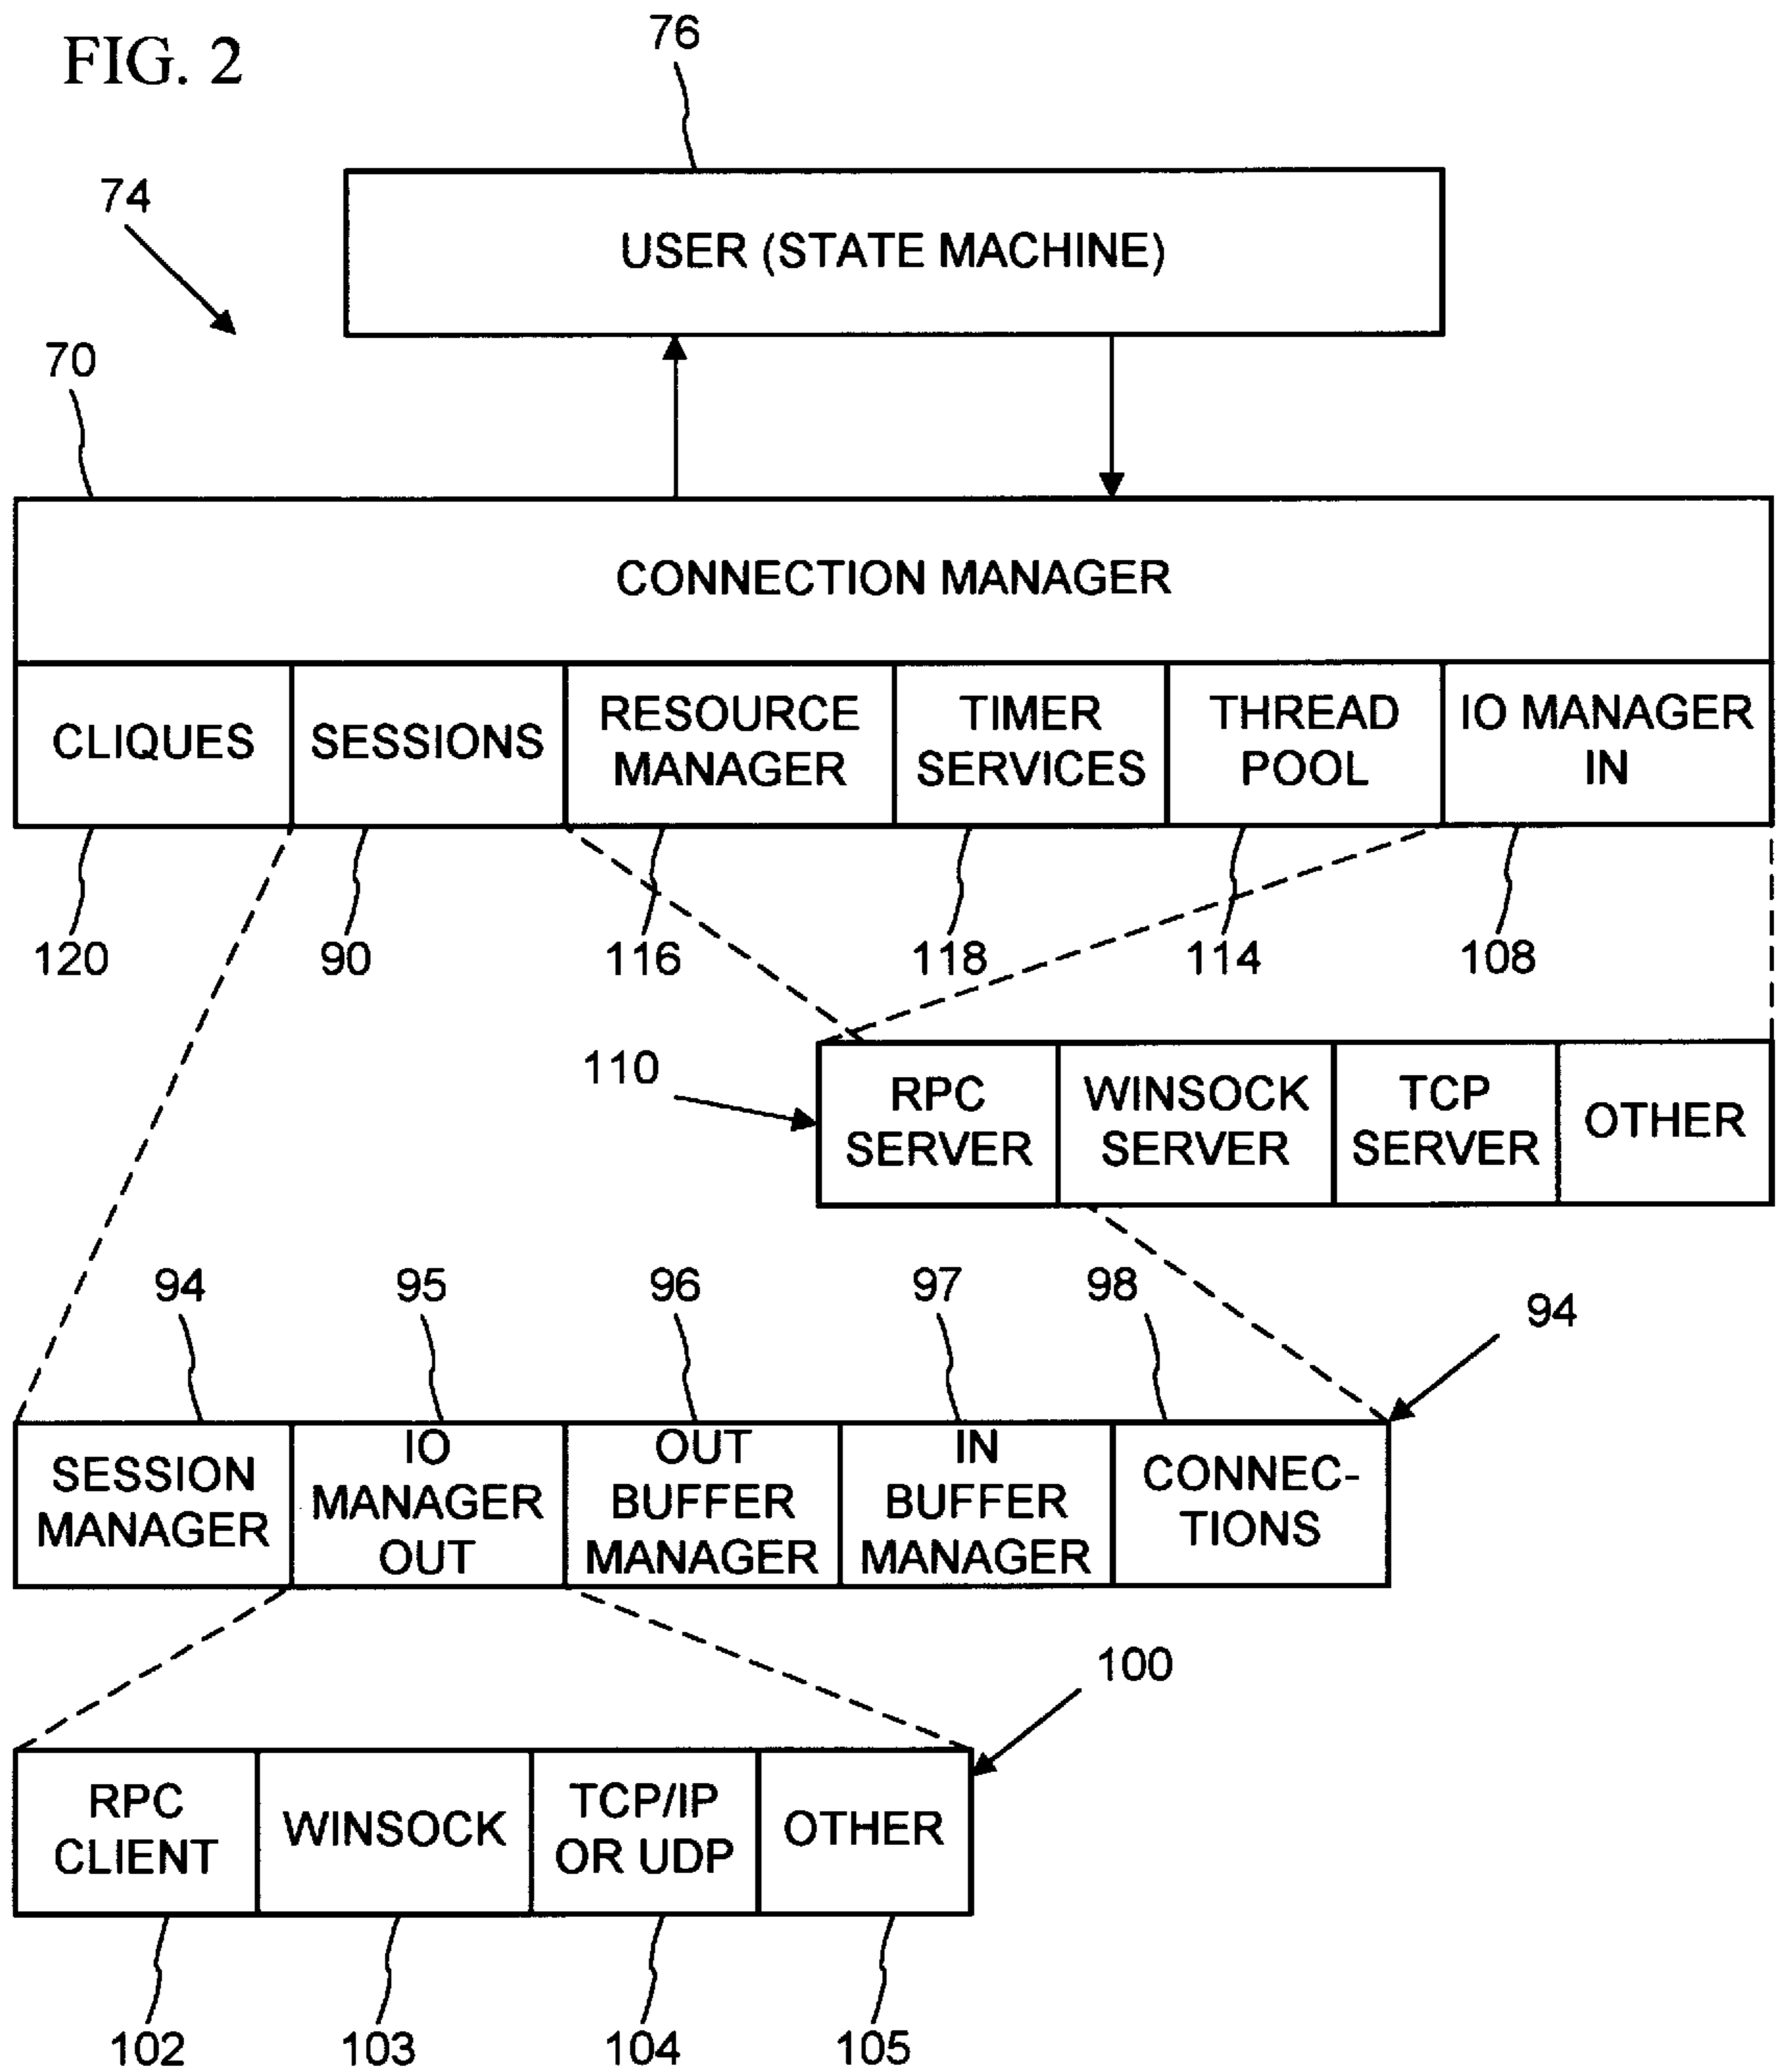 FIG. 2
76
74
USER (STATE MACHINE)
70
CONNECTION MANAGER
CLIQUES
SESSIONS
RESOURCE
MANAGER
TIMER
SERVICES
THREAD
POOL
IO MANAGER
IN
120
90
116
118
114
108
110
RPC
SERVER
WINSOCK
SERVER
TCP
SERVER
OTHER
94
95
96
97
98
94
SESSION
MANAGER
IO
MANAGER
OUT
OUT
BUFFER
MANAGER
IN
BUFFER
MANAGER
CONNEC-
TIONS
100
RPC
CLIENT
WINSOCK
TCP/IP
OR UDP
OTHER
102
103
104
105